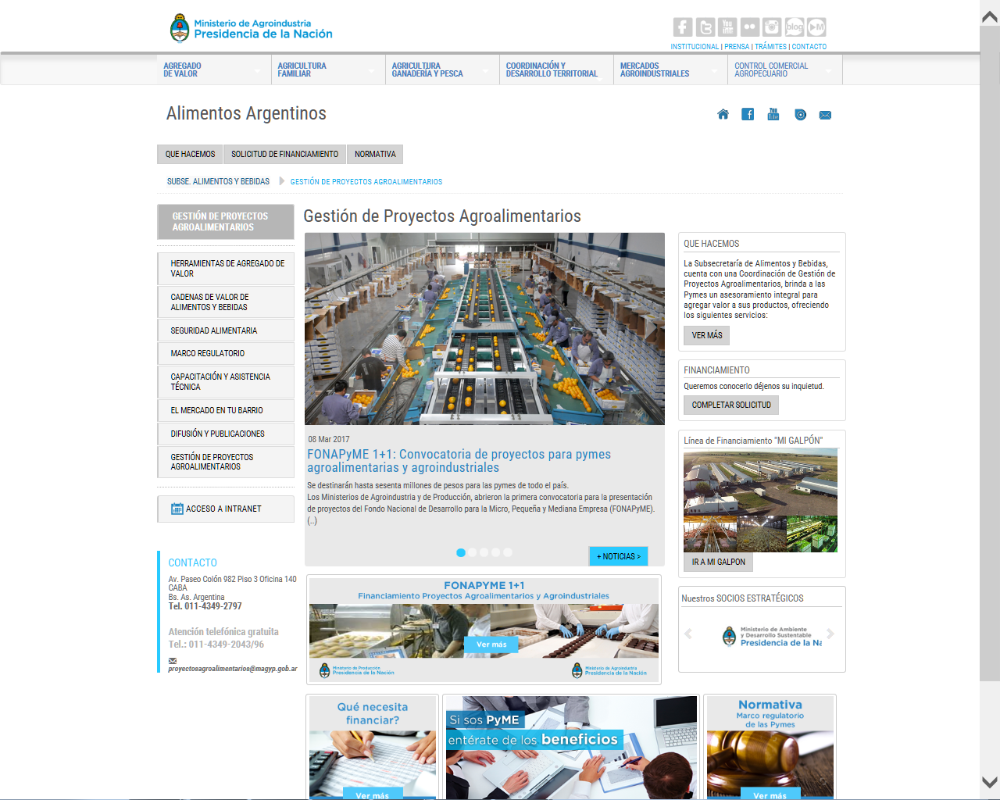 Ministerio de Agroindustria
Presidencia de la Nación
You
blog
INSTITUCIONAL | PRENSA | TRÁMITES | CONTACTO
AGREGADO
DE VALOR
AGRICULTURA
FAMILIAR
AGRICULTURA
GANADERÍA Y PESCA
COORDINACIÓN Y
DESARROLLO TERRITORIAL
MERCADOS
AGROINDUSTRIALES
CONTROL COMERCIAL
AGROPECUARIO
Alimentos Argentinos
QUE HACEMOS
SOLICITUD DE FINANCIAMIENTO
NORMATIVA
SUBSE. ALIMENTOS Y BEBIDAS
GESTIÓN DE PROYECTOS AGROALIMENTARIOS
GESTIÓN DE PROYECTOS
AGROALIMENTARIOS
HERRAMIENTAS DE AGREGADO DE
VALOR
CADENAS DE VALOR DE
ALIMENTOS Y BEBIDAS
SEGURIDAD ALIMENTARIA
MARCO REGULATORIO
CAPACITACIÓN Y ASISTENCIA
TÉCNICA
EL MERCADO EN TU BARRIO
DIFUSIÓN Y PUBLICACIONES
GESTIÓN DE PROYECTOS
AGROALIMENTARIOS
ACCESO A INTRANET
CONTACTO
Av. Paseo Colón 982 Piso 3 Oficina 140
CABA
Bs. As. Argentina
Tel. 011-4349-2797
Atención telefónica gratuita
Tel.: 011-4349-2043/96
proyectosagroalimentarios@magyp.gob.ar
Gestión de Proyectos Agroalimentarios
08 Mar 2017
FONAPyME 1+1: Convocatoria de proyectos para pymes
agroalimentarias y agroindustriales
Se destinarán hasta sesenta millones de pesos para las pymes de todo el país.
Los Ministerios de Agroindustria y de Producción, abrieron la primera convocatoria para la presentación
de proyectos del Fondo Nacional de Desarrollo para la Micro, Pequeña y Mediana Empresa (FONAPyME).
(..)
+ NOTICIAS >
FONAPYME 1+1
Financiamiento Proyectos Agroalimentarios y Agroindustriales
Ver más
Ministerio de Producción
Presidencia de la Nación
Ministerio de Agroindustria
Presidencia de la Nación
Qué necesita
financiar?
Ver más
Si sos PyME
entérate de los beneficios
Normativa
Marco regulatorio
de las Pymes
Ver más
QUE HACEMOS
La Subsecretaría de Alimentos y Bebidas,
cuenta con una Coordinación de Gestión de
Proyectos Agroalimentarios, brinda a las
Pymes un asesoramiento integral para
agregar valor a sus productos, ofreciendo
los siguientes servicios:
VER MÁS
FINANCIAMIENTO
Queremos conocerlo déjenos su inquietud.
COMPLETAR SOLICITUD
Línea de Financiamiento "MI GALPÓN"
IR A MI GALPON
Nuestros SOCIOS ESTRATÉGICOS
Ministerio de Ambiente
y Desarrollo Sustentable
Presidencia de la Na